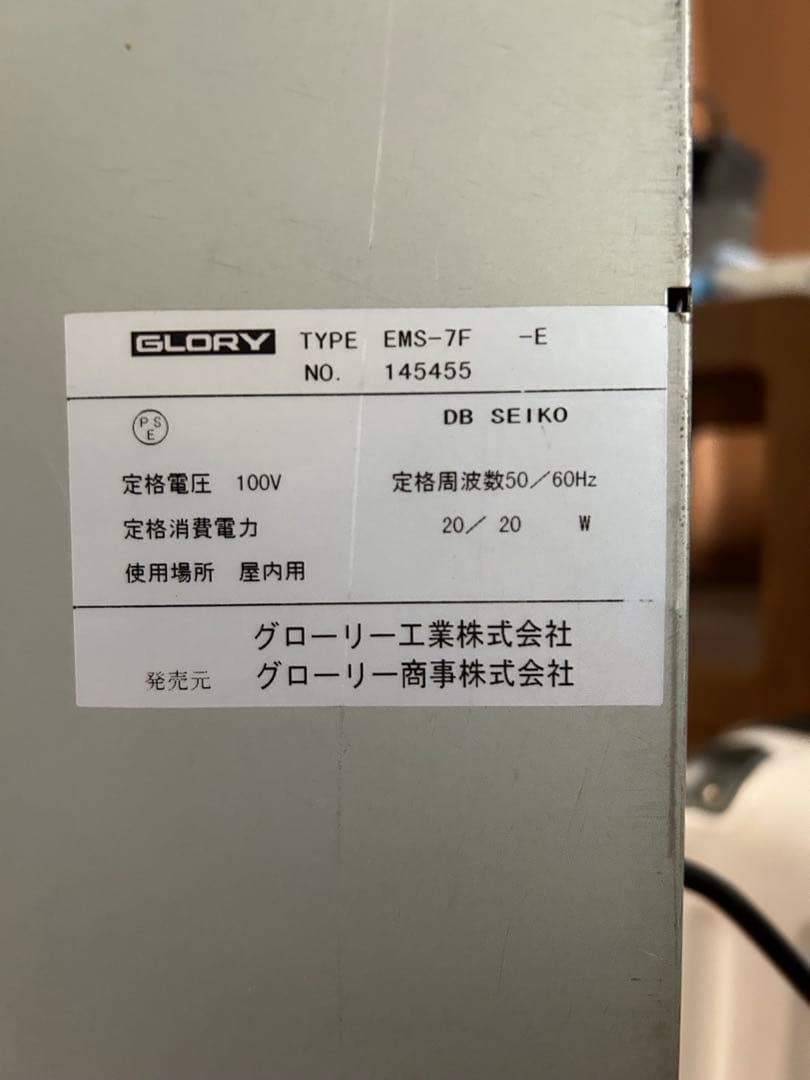 GLORY TYPE EMS-7F -E
NO. 145455
PSE DB SEIKO
定格電圧 100V 定格周波数50/60Hz
定格消費電力 20/ 20 W
使用場所 屋内用
グローリー工業株式会社
発売元 グローリー商事株式会社